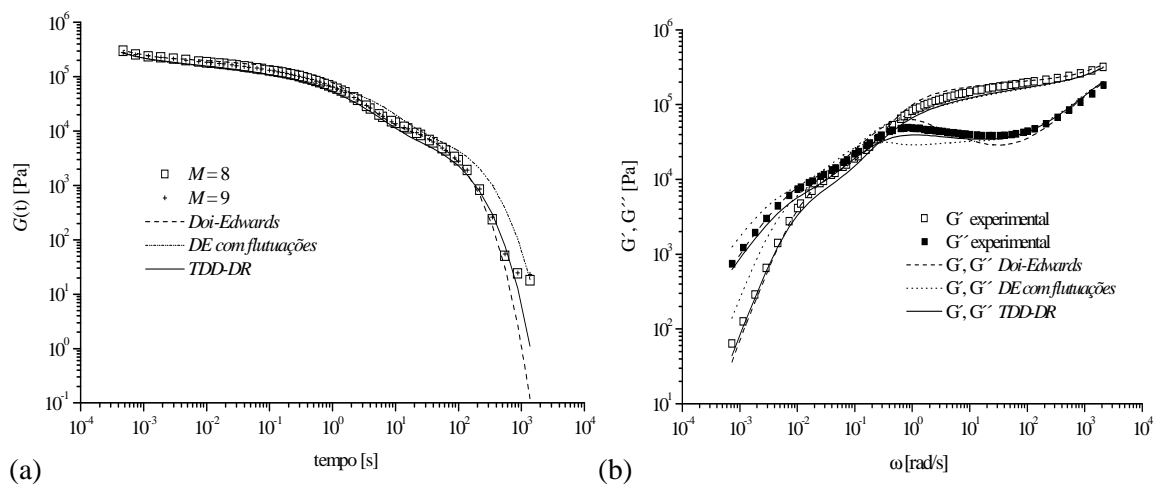 10^6
10^5
10^4
10^3
10^2
10^1
10^0
10^-1
G(t) [Pa]
M = 8
M = 9
Doi-Edwards
DE com flutuações
TDD-DR
10^-4 10^-3 10^-2 10^-1 10^0 10^1 10^2 10^3 10^4
tempo [s]
(a)
10^6
10^5
10^4
10^3
10^2
10^1
G´, G´´ [Pa]
G´ experimental
G´´ experimental
G´, G´´ Doi-Edwards
G´, G´´ DE com flutuações
G´, G´´ TDD-DR
10^-4 10^-3 10^-2 10^-1 10^0 10^1 10^2 10^3 10^4
ω [rad/s]
(b)